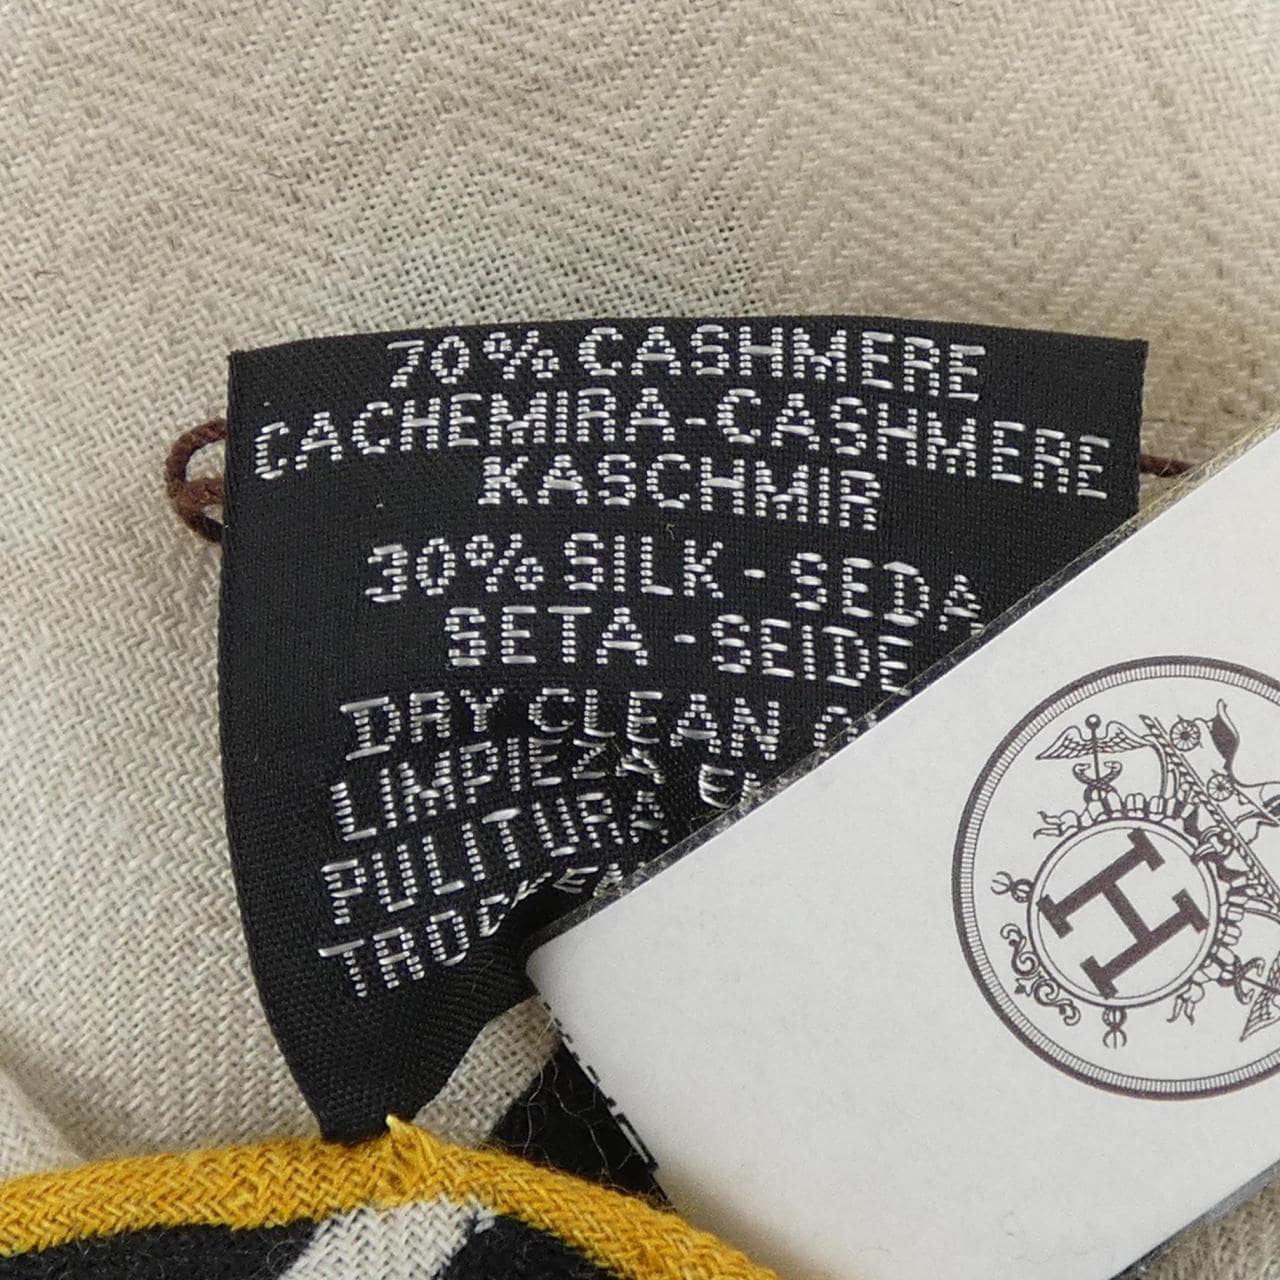 70% CASHMERE
CACHEMIRA-CASHMERE
KASCHMIR
30% SILK - SEDA
SETA - SEIDE
DRY CLEAN
LIMPIEZA
PULITURA
H